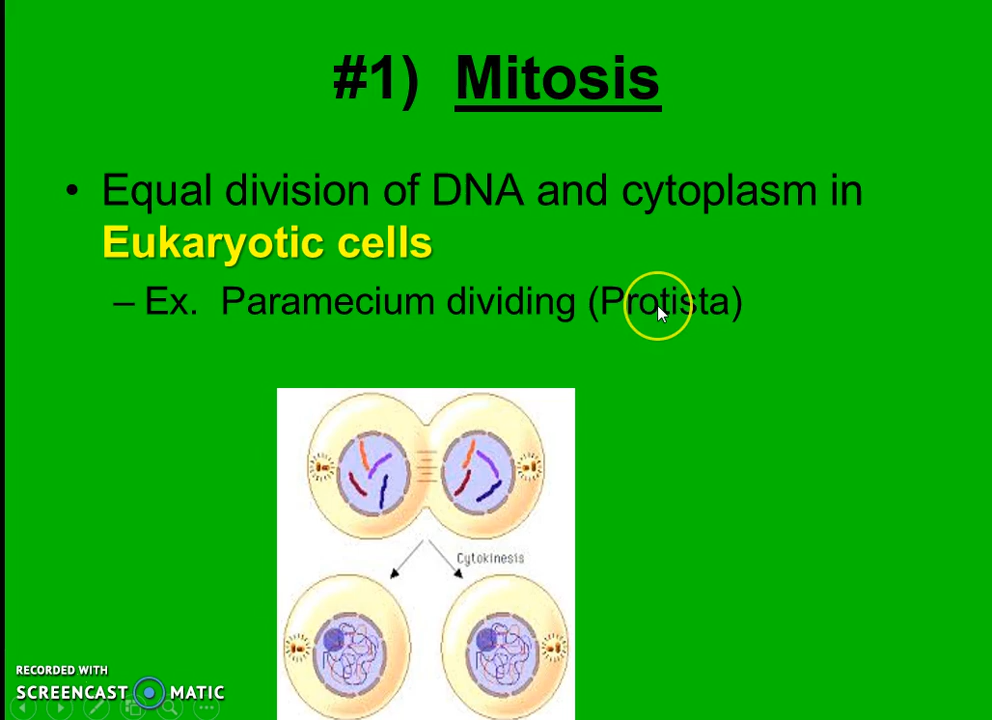 #1) Mitosis
• Equal division of DNA and cytoplasm in
Eukaryotic cells
– Ex. Paramecium dividing (Protista)
Cytokinesis
RECORDED WITH
SCREENCAST MATIC